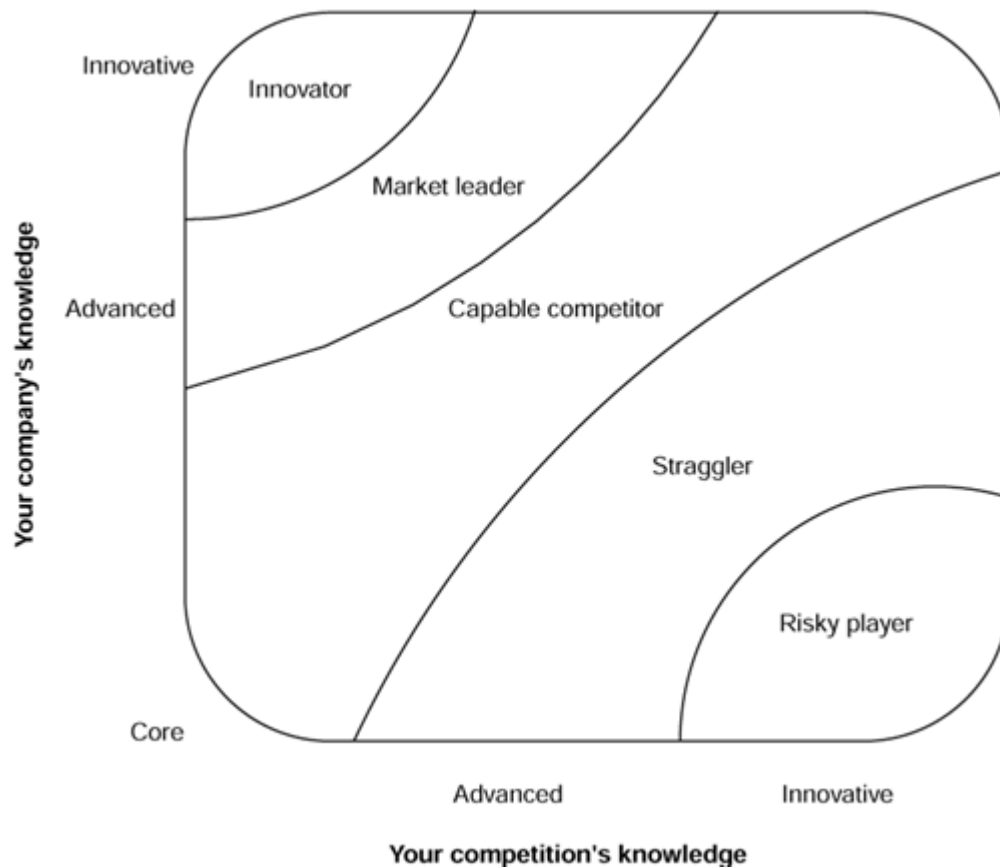 Innovative
Innovator
Market leader
Advanced
Capable competitor
Your company's knowledge
Straggler
Risky player
Core
Advanced
Innovative
Your competition's knowledge